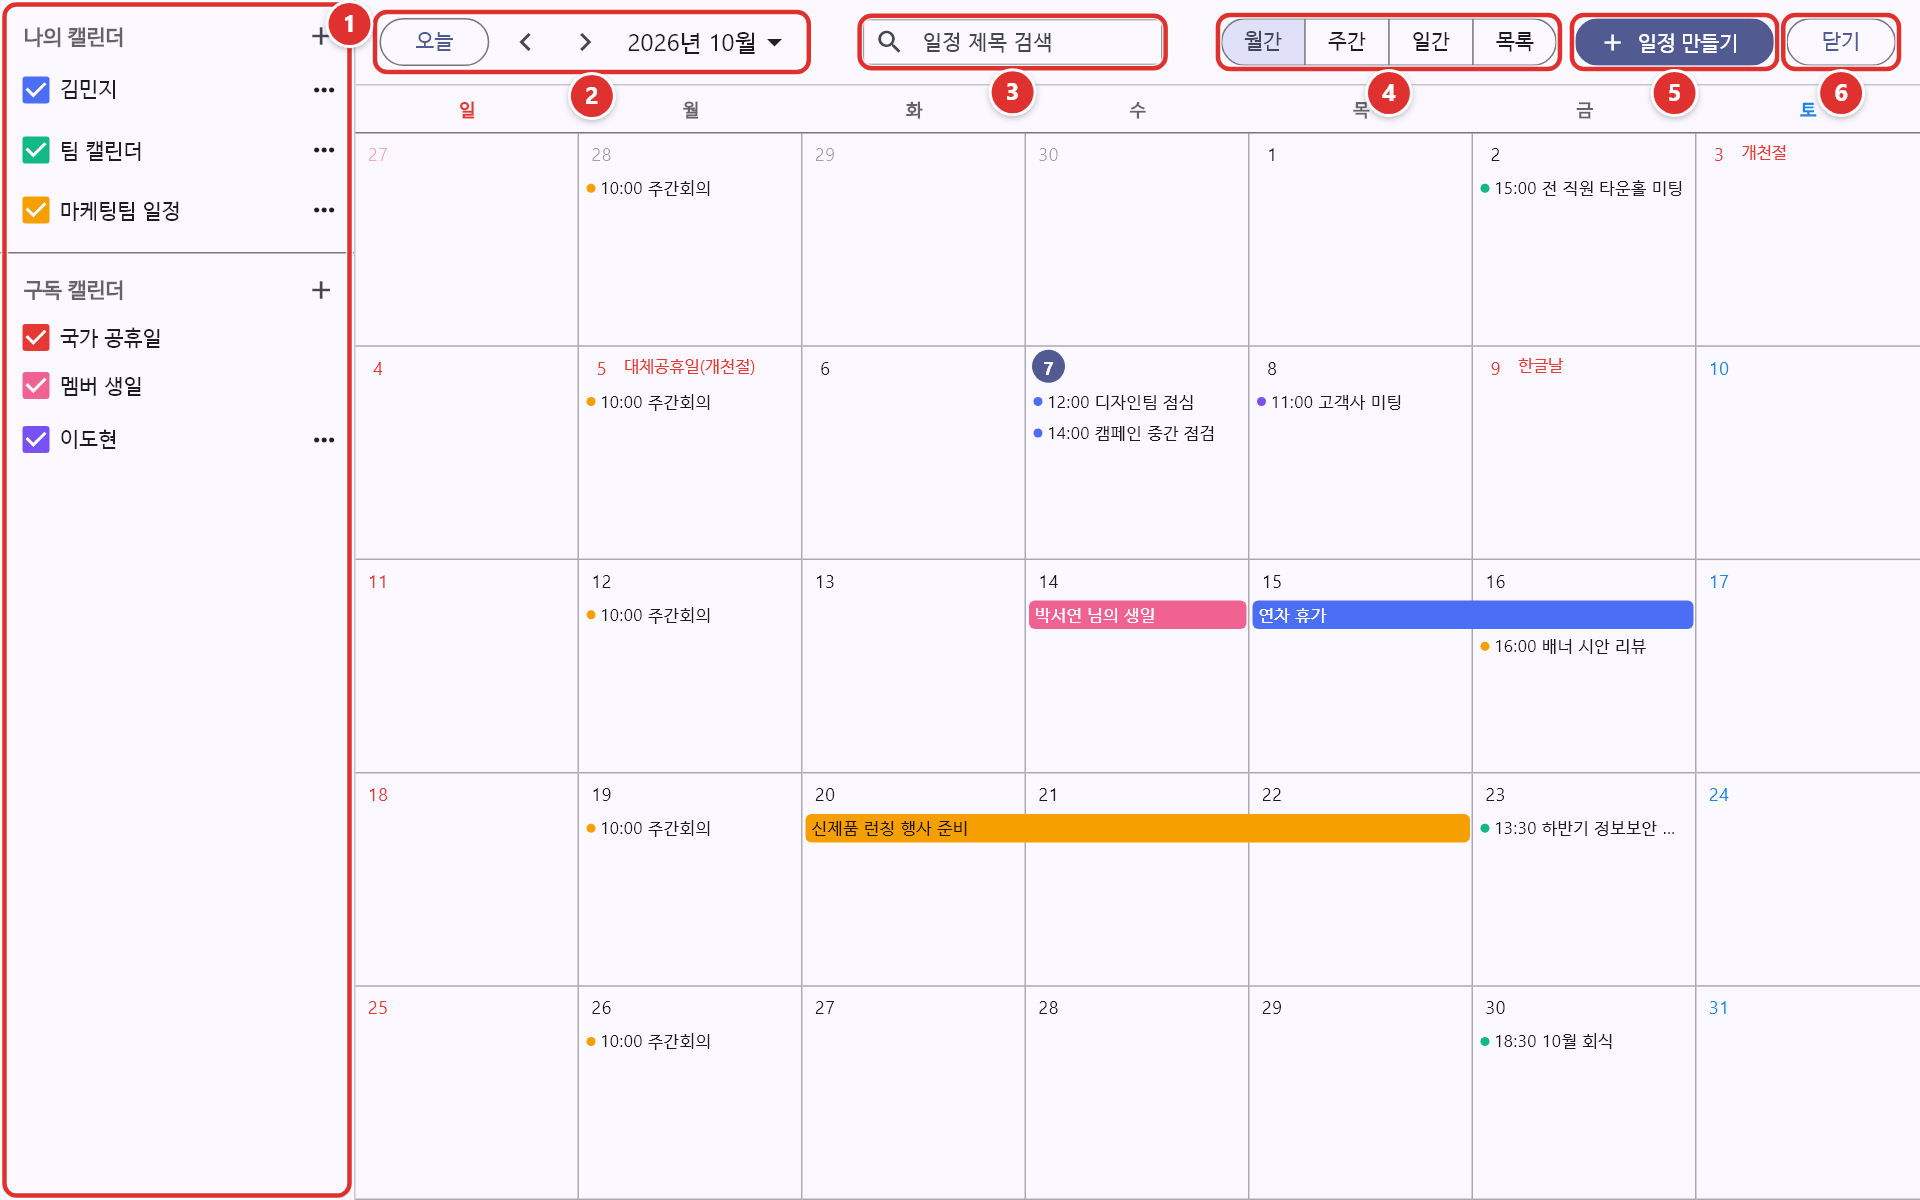 나의 캘린더
김민지
팀 캘린더
마케팅팀 일정
구독 캘린더
국가 공휴일
멤버 생일
이도현
1
오늘 2026년 10월
2
일정 제목 검색
3
월간 주간 일간 목록
4
일정 만들기
5
닫기
6
일 월 화 수 목 금 토
27 28 29 30 1 2 3 개천절
10:00 주간회의
15:00 전 직원 타운홀 미팅
4 5 대체공휴일(개천절) 6 7 8 9 한글날 10
10:00 주간회의
12:00 디자인팀 점심
14:00 캠페인 중간 점검
11:00 고객사 미팅
11 12 13 14 15 16 17
10:00 주간회의
박서연 님의 생일
연차 휴가
16:00 배너 시안 리뷰
18 19 20 21 22 23 24
10:00 주간회의
신제품 런칭 행사 준비
13:30 하반기 정보보안 ...
25 26 27 28 29 30 31
10:00 주간회의
18:30 10월 회식